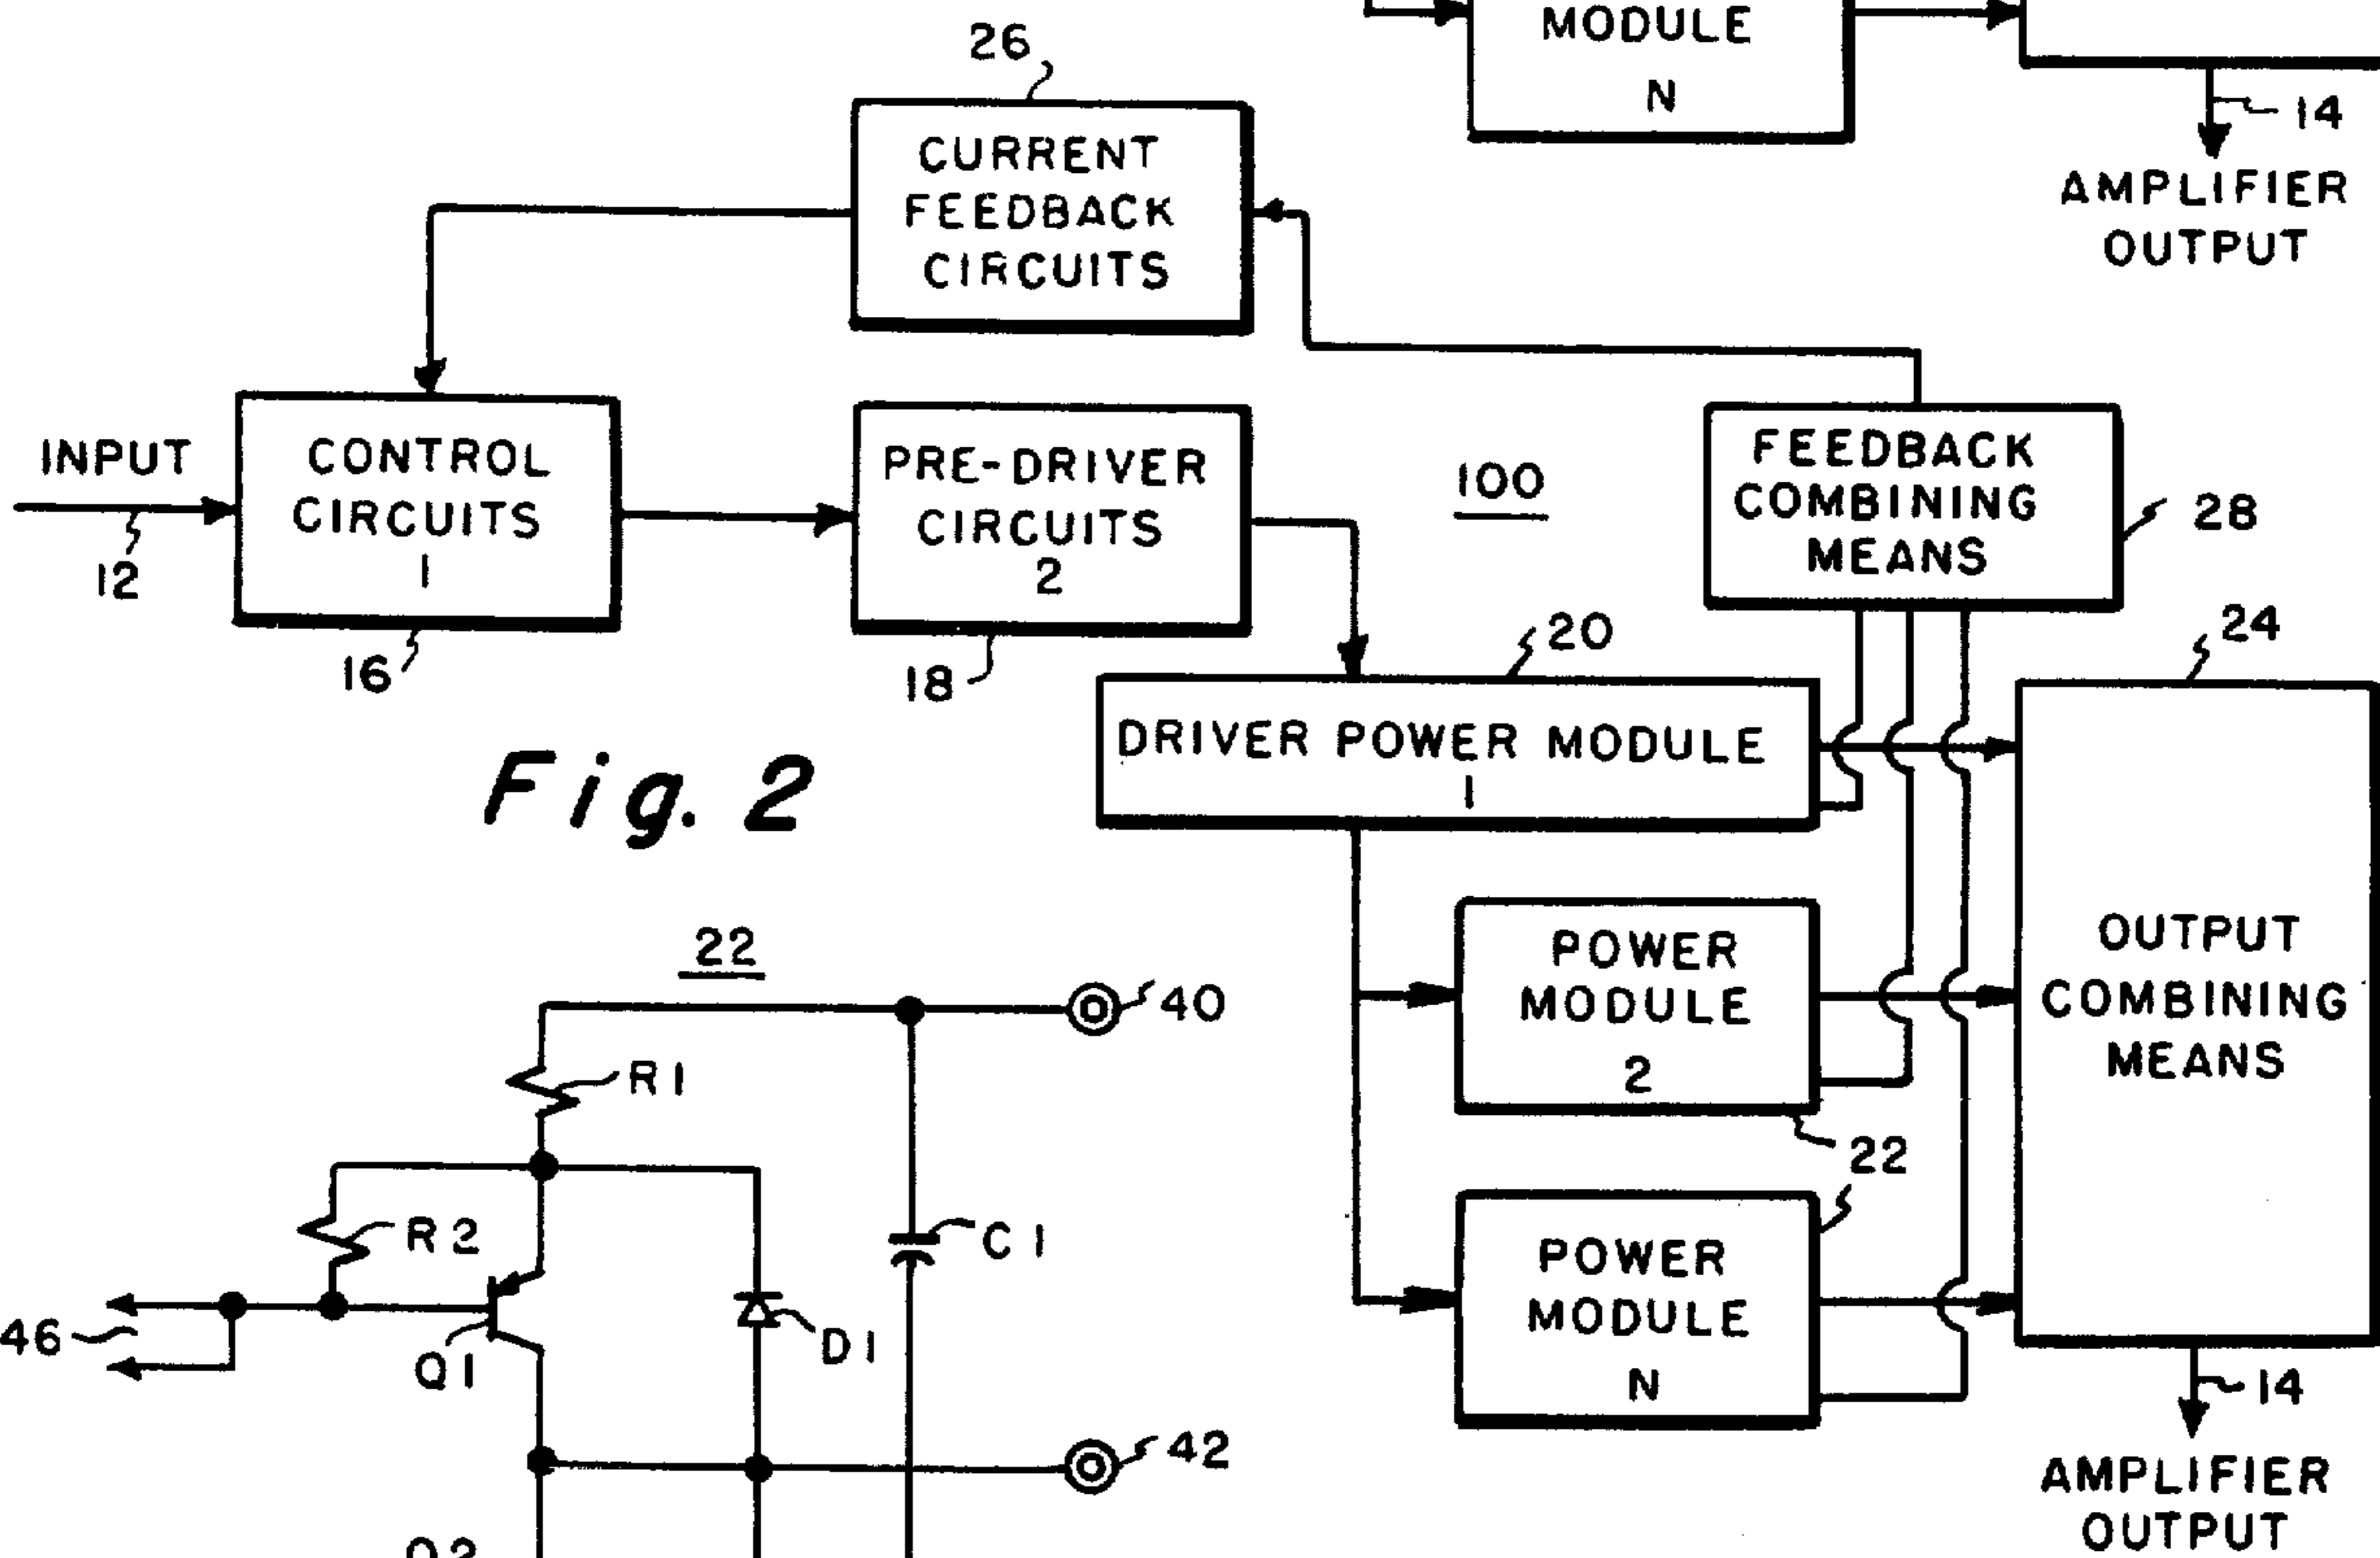 MODULE
N
14
AMPLIFIER
OUTPUT
26
CURRENT
FEEDBACK
CIRCUITS
INPUT
12
CONTROL
CIRCUITS
1
16
PRE-DRIVER
CIRCUITS
2
18
100
FEEDBACK
COMBINING
MEANS
28
20
24
DRIVER POWER MODULE
1
Fig. 2
POWER
MODULE
2
22
OUTPUT
COMBINING
MEANS
POWER
MODULE
N
14
AMPLIFIER
OUTPUT
22
40
R1
R2
C1
46
Q1
D1
42
Q2